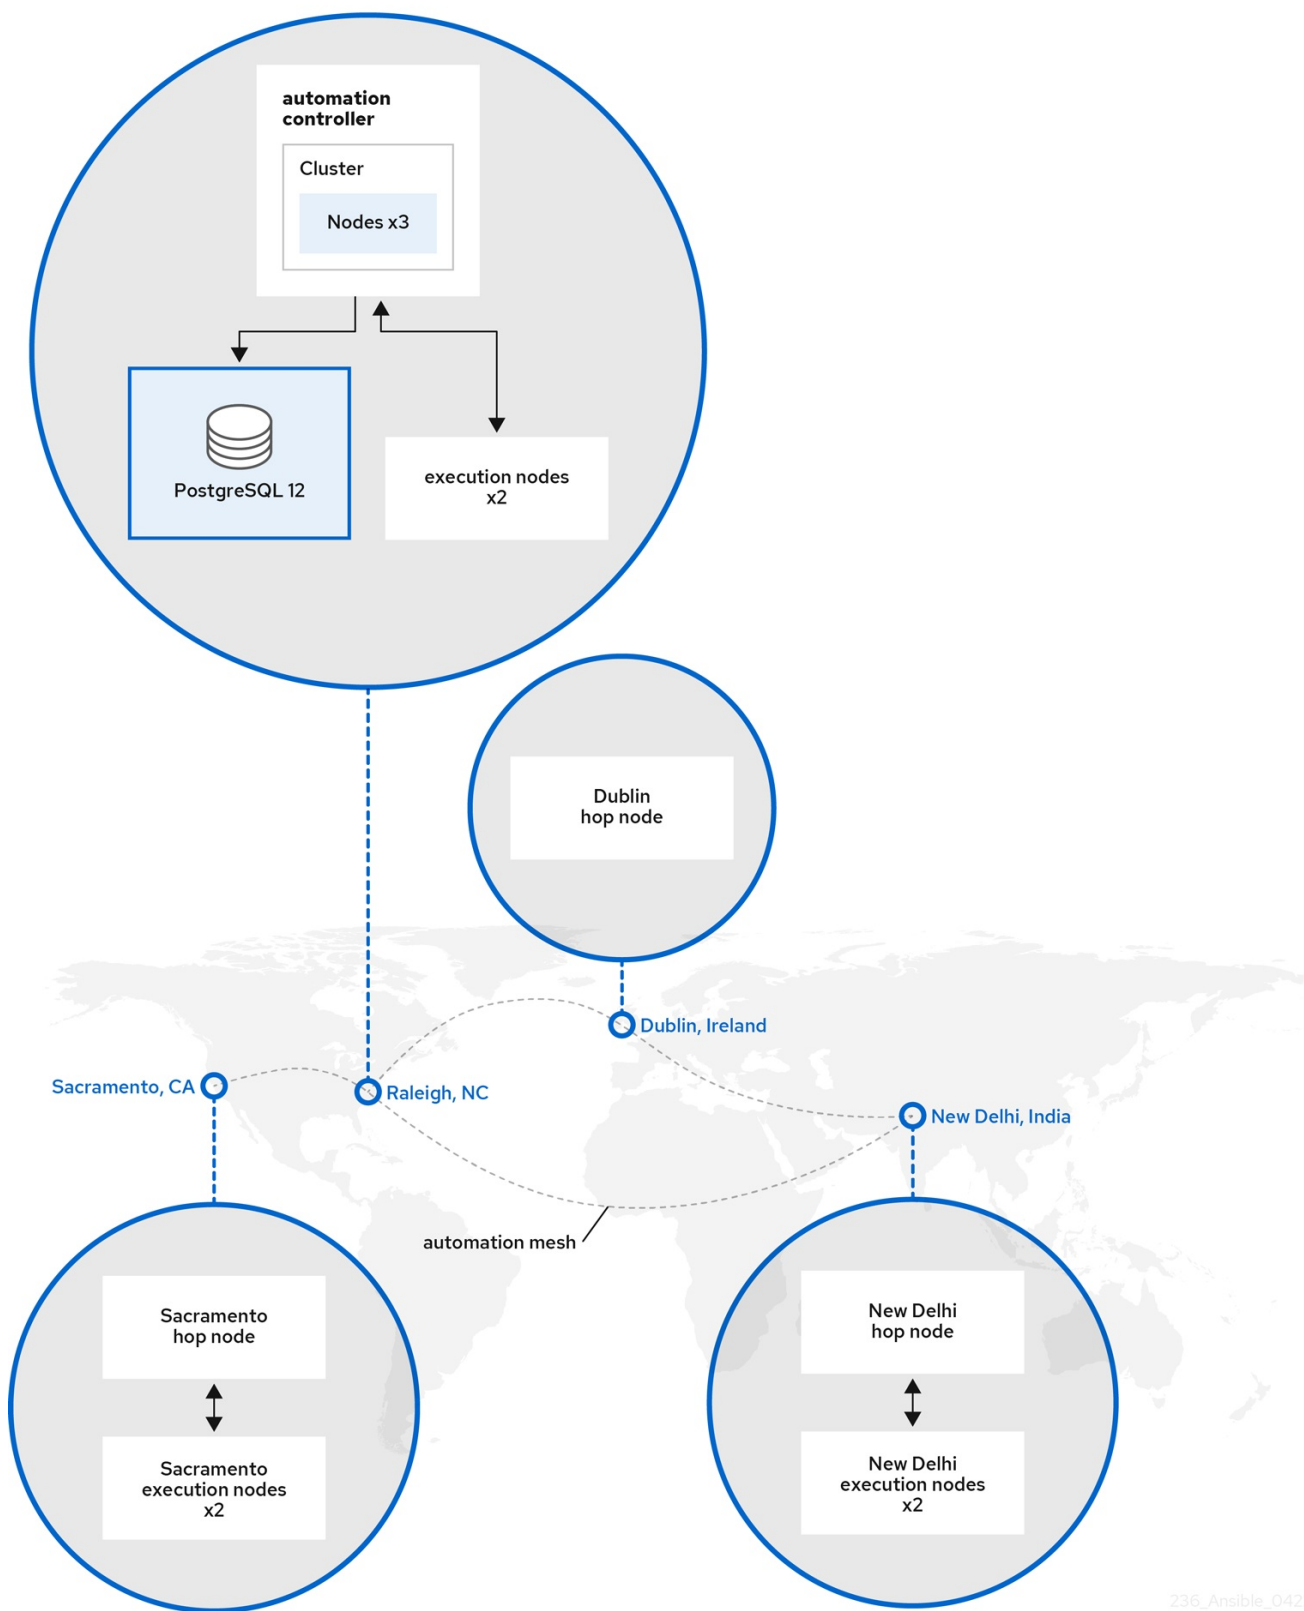 automation
controller
Cluster
Nodes x3
PostgreSQL 12
execution nodes
x2
Dublin
hop node
Dublin, Ireland
Sacramento, CA
Raleigh, NC
New Delhi, India
automation mesh
Sacramento
hop node
Sacramento
execution nodes
x2
New Delhi
hop node
New Delhi
execution nodes
x2
236_Ansible_042